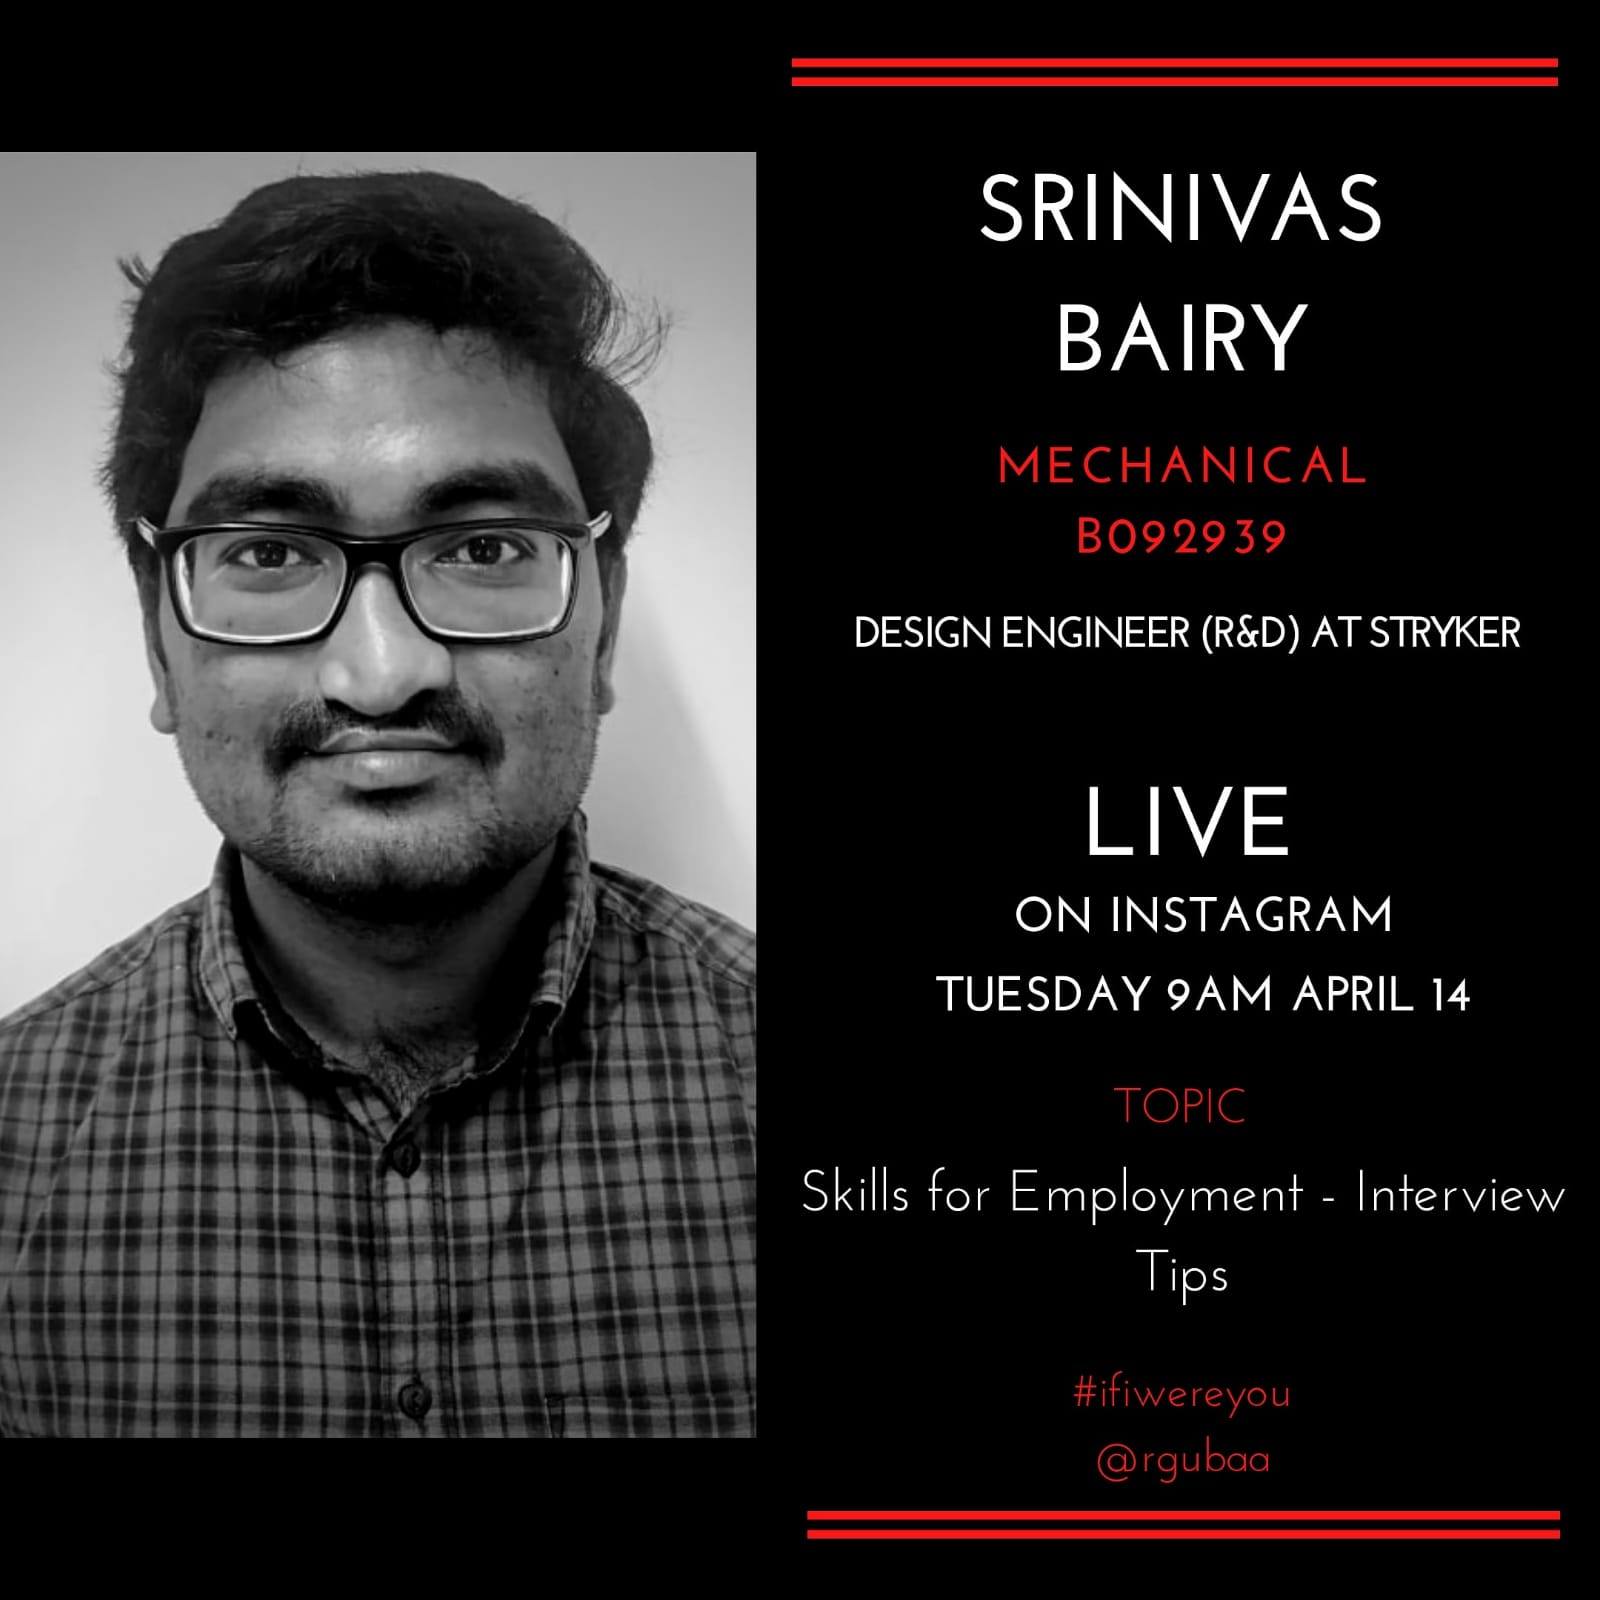 SRINIVAS
BAIRY
MECHANICAL
B092939
DESIGN ENGINEER (R&D) AT STRYKER
LIVE
ON INSTAGRAM
TUESDAY 9AM APRIL 14
TOPIC
Skills for Employment - Interview
Tips
#ifiwereyou
@rgubaa